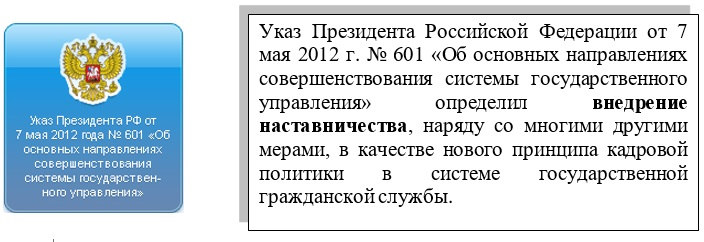 Указ Президента РФ от
7 мая 2012 года № 601 «Об
основных направлениях
совершенствования
системы государствен-
ного управления»
Указ Президента Российской Федерации от 7
мая 2012 г. № 601 «Об основных направлениях
совершенствования системы государственного
управления» определил внедрение
наставничества, наряду со многими другими
мерами, в качестве нового принципа кадровой
политики в системе государственной
гражданской службы.